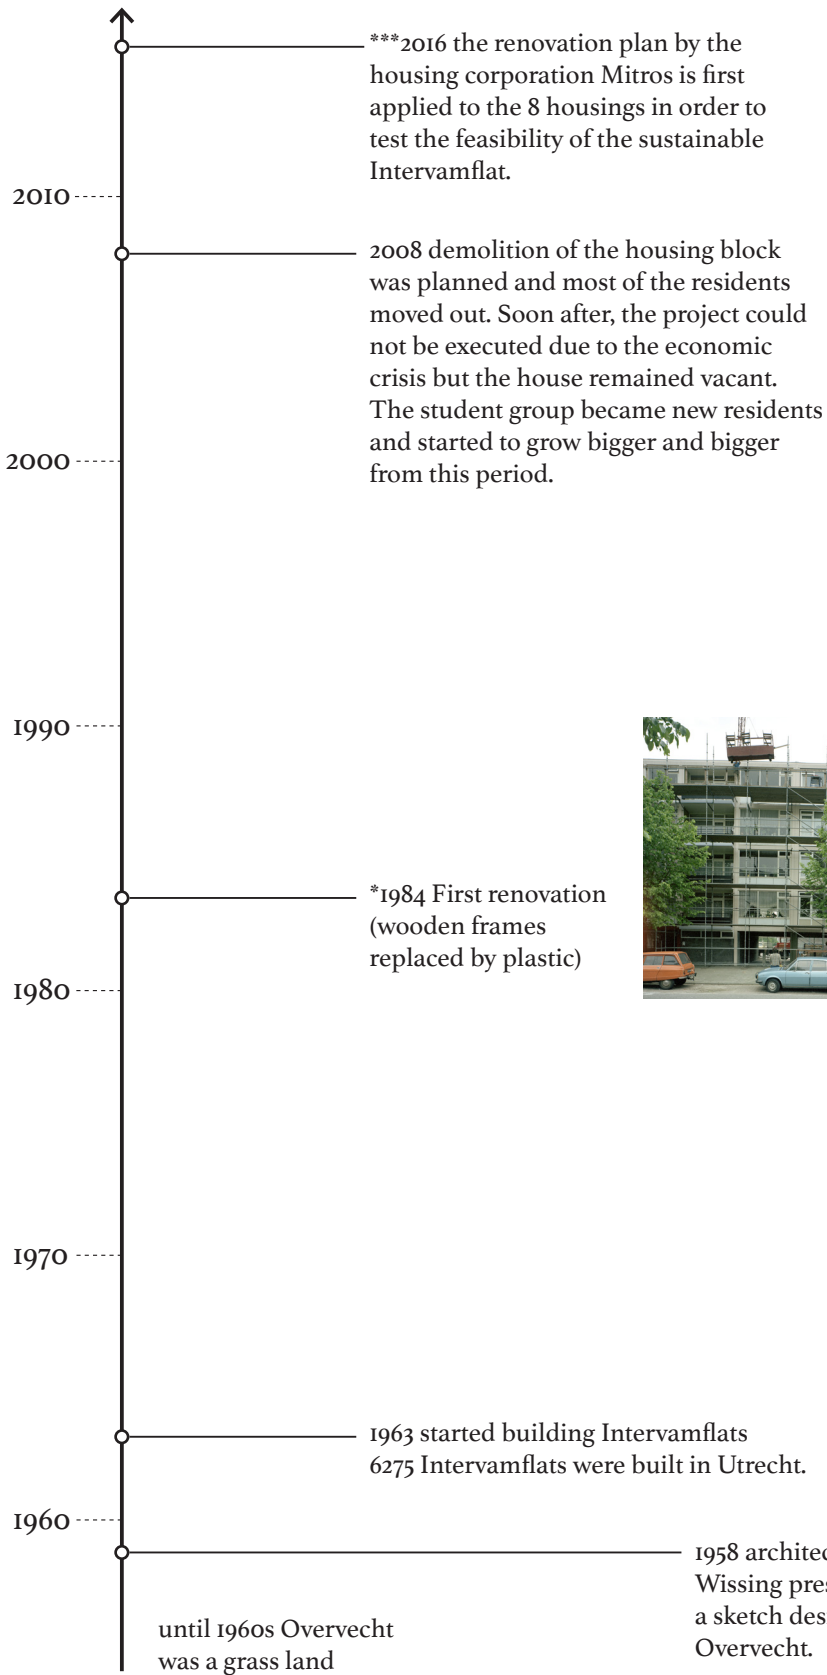 ***2016 the renovation plan by the
housing corporation Mitros is first
applied to the 8 housings in order to
test the feasibility of the sustainable
Intervamflat.
2010
2008 demolition of the housing block
was planned and most of the residents
moved out. Soon after, the project could
not be executed due to the economic
crisis but the house remained vacant.
The student group became new residents
and started to grow bigger and bigger
from this period.
2000
1990
*1984 First renovation
(wooden frames
replaced by plastic)
1980
1970
1963 started building Intervamflats
6275 Intervamflats were built in Utrecht.
1960
1958
Wissing
a sketch
Overvecht.
until 1960s Overvecht
was a grass land